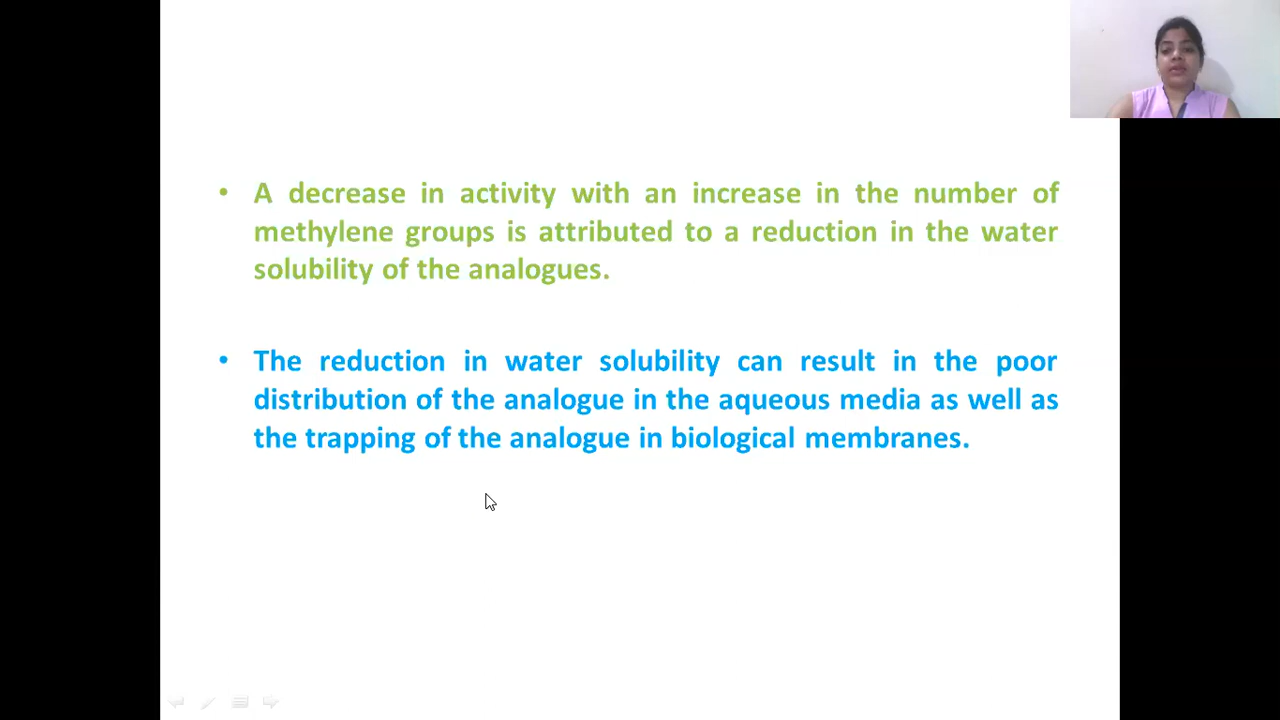 • A decrease in activity with an increase in the number of
methylene groups is attributed to a reduction in the water
solubility of the analogues.
• The reduction in water solubility can result in the poor
distribution of the analogue in the aqueous media as well as
the trapping of the analogue in biological membranes.